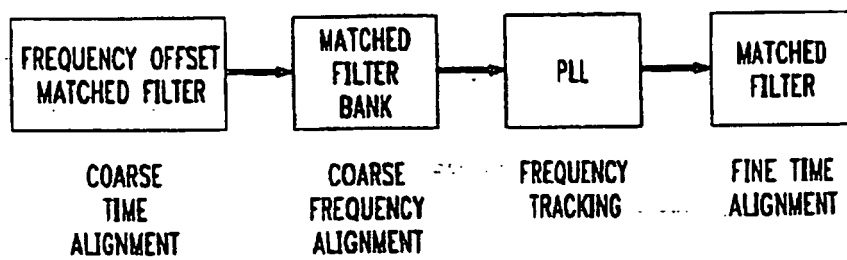 FREQUENCY OFFSET
MATCHED FILTER
MATCHED
FILTER
BANK
PLL
MATCHED
FILTER
COARSE
TIME
ALIGNMENT
COARSE
FREQUENCY
ALIGNMENT
FREQUENCY
TRACKING
FINE TIME
ALIGNMENT